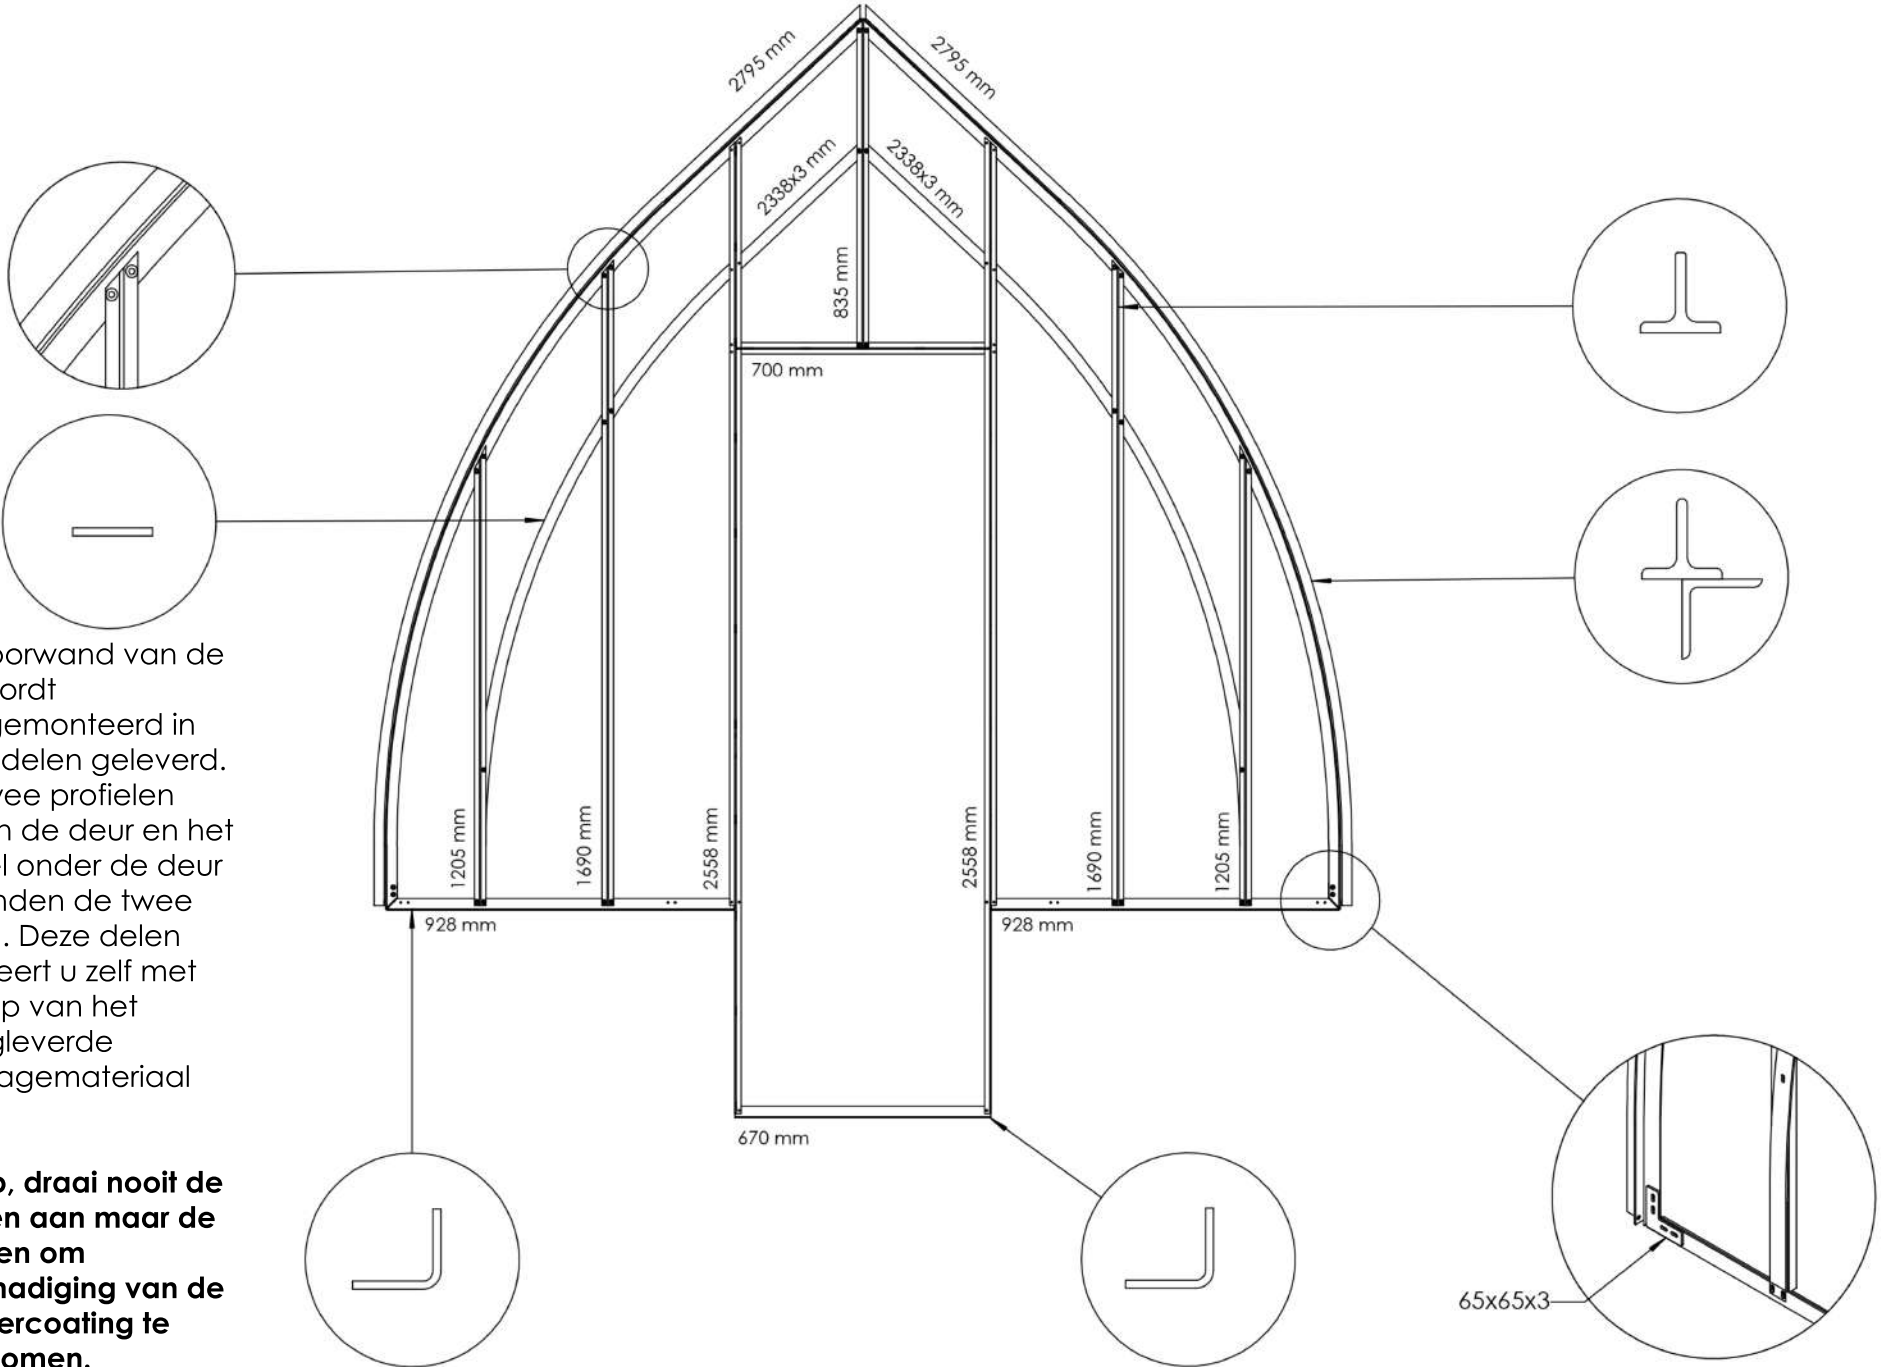 2795 mm
2795 mm
2338x3 mm
2338x3 mm
835 mm
700 mm
oorwand van de
ordt
gemonteerd in
delen geleverd.
vee profielen
n de deur en het
el onder de deur
nden de twee
. Deze delen
eert u zelf met
p van het
gleverde
agemateriaal
1205 mm
1690 mm
2558 mm
2558 mm
1690 mm
1205 mm
928 mm
928 mm
670 mm
o, draai nooit de
en aan maar de
en om
hadiging van de
ercoating te
omen.
65x65x3